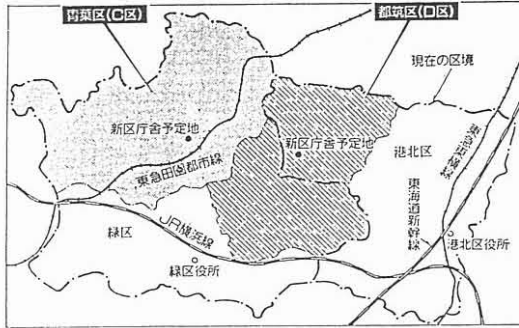 青葉区(C区)
都筑区(D区)
現在の区境
新区庁舎予定地
新区庁舎予定地
港北区
東急東横線
東急田園都市線
東海道新幹線
港北区役所
JR横浜線
緑区
緑区役所